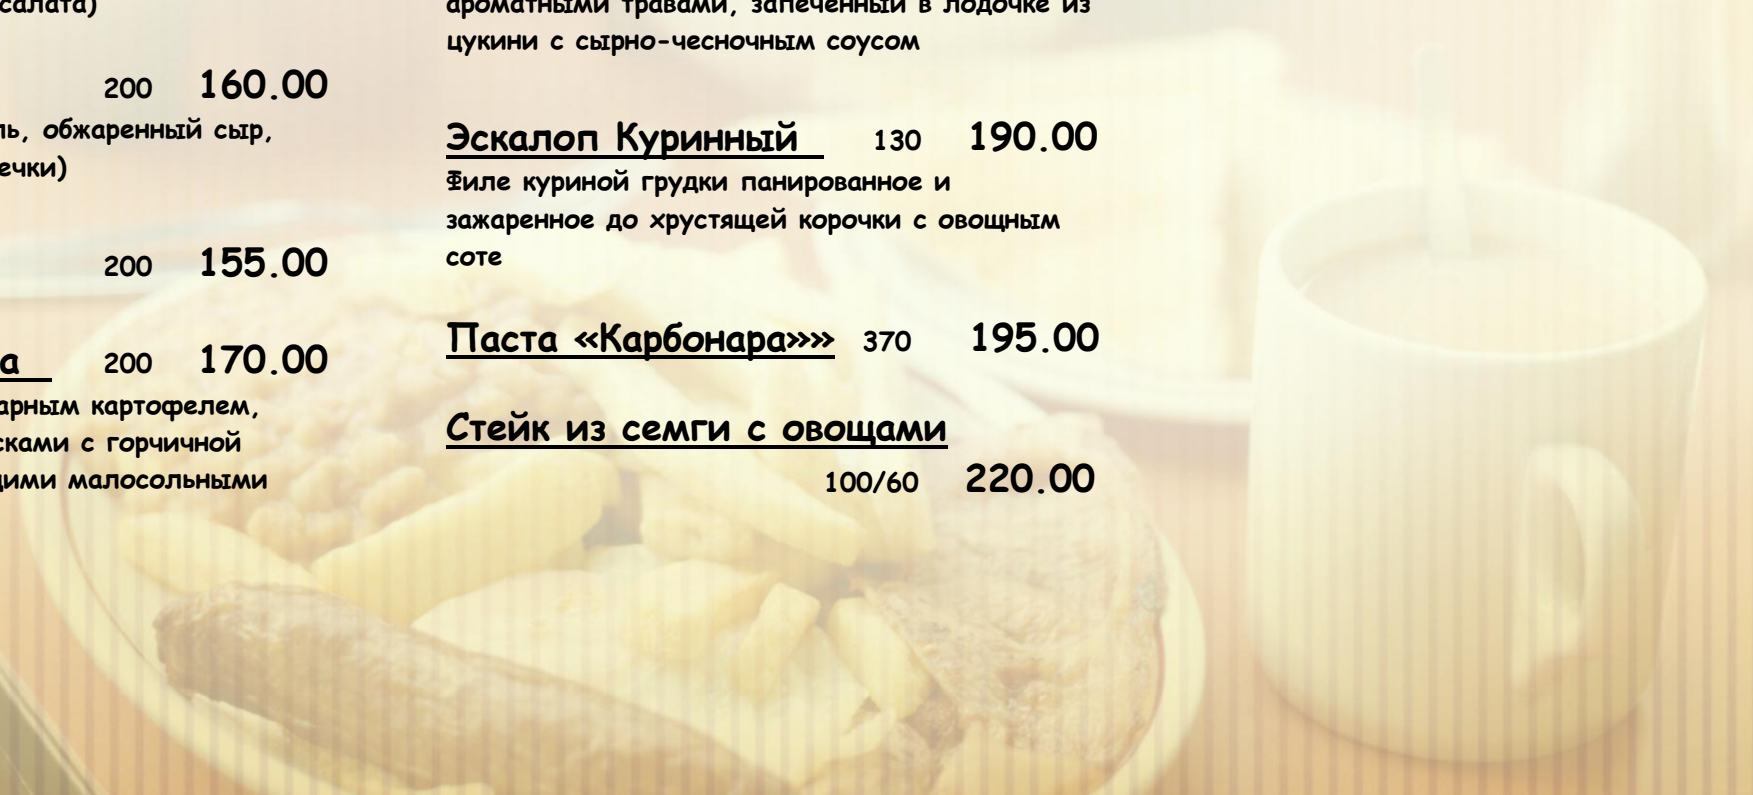 салата)
200 160.00
ль, обжаренный сыр,
ечки)
200 155.00
а 200 170.00
арным картофелем,
сками с горчичной
щими малосольными
ароматными травами, запеченный в лодочке из
цукини с сырно-чесночным соусом
Эскалоп Куринный 130 190.00
Филе куриной грудки панированное и
зажаренное до хрустящей корочки с овощным
соте
Паста «Карбонара»» 370 195.00
Стейк из семги с овощами
100/60 220.00